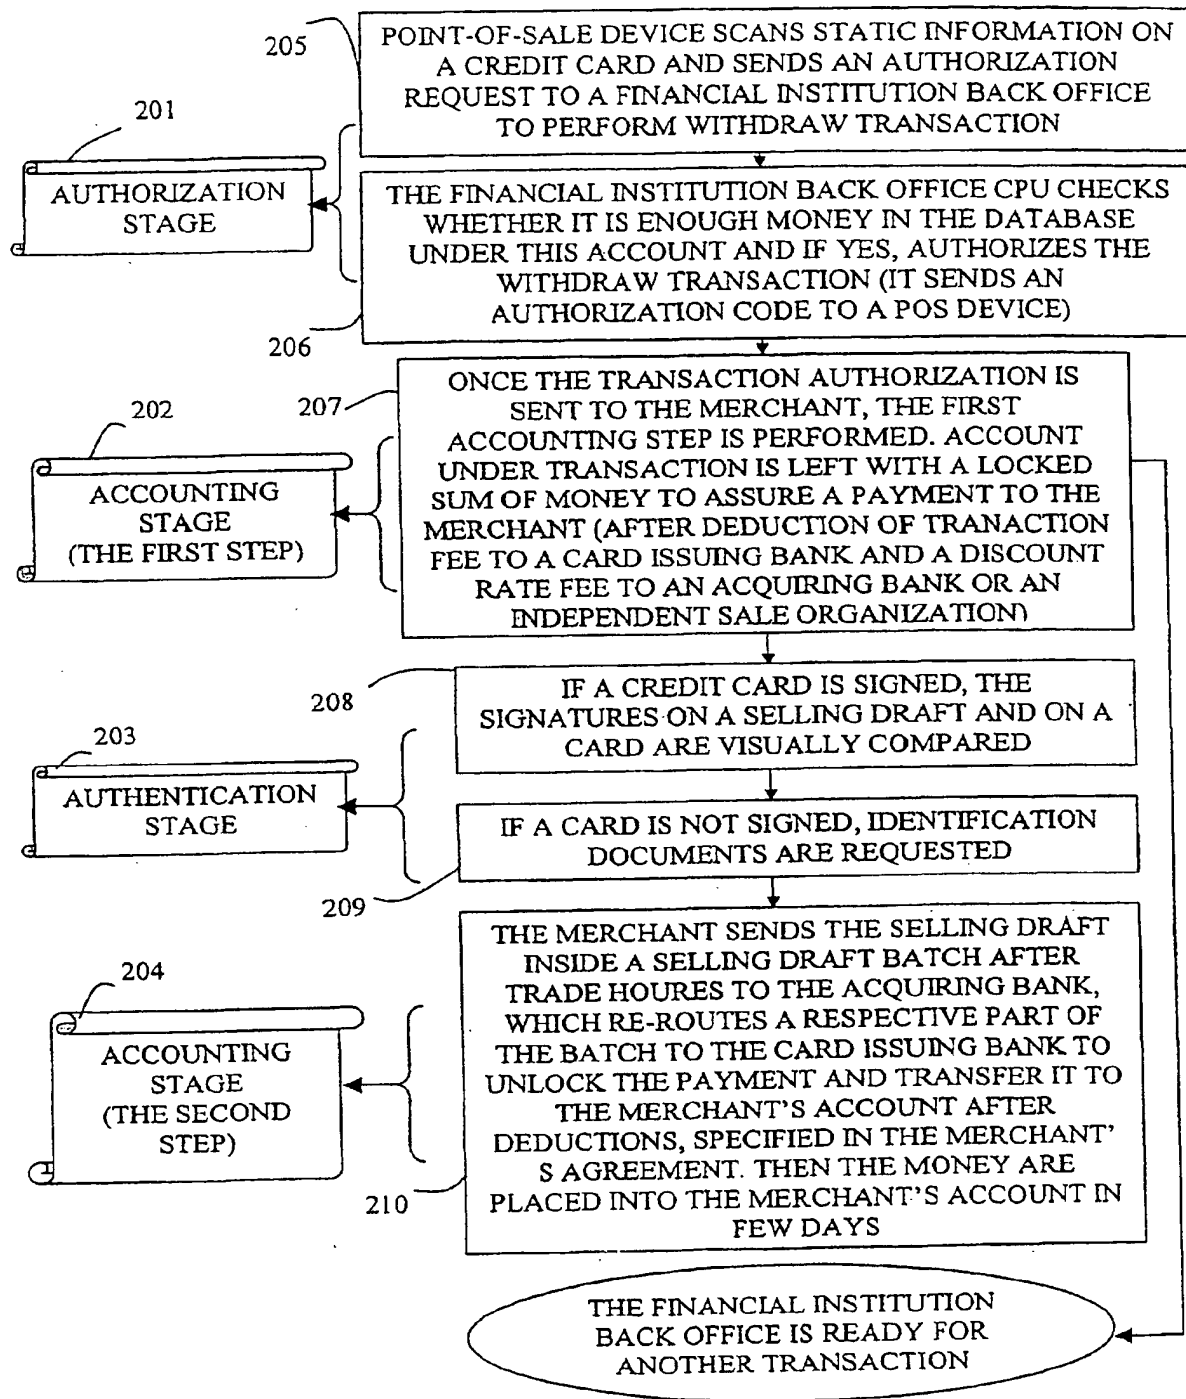 205
POINT-OF-SALE DEVICE SCANS STATIC INFORMATION ON
A CREDIT CARD AND SENDS AN AUTHORIZATION
REQUEST TO A FINANCIAL INSTITUTION BACK OFFICE
TO PERFORM WITHDRAW TRANSACTION
201
AUTHORIZATION
STAGE
THE FINANCIAL INSTITUTION BACK OFFICE CPU CHECKS
WHETHER IT IS ENOUGH MONEY IN THE DATABASE
UNDER THIS ACCOUNT AND IF YES, AUTHORIZES THE
WITHDRAW TRANSACTION (IT SENDS AN
AUTHORIZATION CODE TO A POS DEVICE)
206
207
ONCE THE TRANSACTION AUTHORIZATION IS
SENT TO THE MERCHANT, THE FIRST
ACCOUNTING STEP IS PERFORMED. ACCOUNT
UNDER TRANSACTION IS LEFT WITH A LOCKED
SUM OF MONEY TO ASSURE A PAYMENT TO THE
MERCHANT (AFTER DEDUCTION OF TRANACTION
FEE TO A CARD ISSUING BANK AND A DISCOUNT
RATE FEE TO AN ACQUIRING BANK OR AN
INDEPENDENT SALE ORGANIZATION)
202
ACCOUNTING
STAGE
(THE FIRST STEP)
208
IF A CREDIT CARD IS SIGNED, THE
SIGNATURES ON A SELLING DRAFT AND ON A
CARD ARE VISUALLY COMPARED
203
AUTHENTICATION
STAGE
IF A CARD IS NOT SIGNED, IDENTIFICATION
DOCUMENTS ARE REQUESTED
209
THE MERCHANT SENDS THE SELLING DRAFT
INSIDE A SELLING DRAFT BATCH AFTER
TRADE HOURES TO THE ACQUIRING BANK,
WHICH RE-ROUTES A RESPECTIVE PART OF
THE BATCH TO THE CARD ISSUING BANK TO
UNLOCK THE PAYMENT AND TRANSFER IT TO
THE MERCHANT'S ACCOUNT AFTER
DEDUCTIONS, SPECIFIED IN THE MERCHANT'
S AGREEMENT. THEN THE MONEY ARE
PLACED INTO THE MERCHANT'S ACCOUNT IN
FEW DAYS
204
ACCOUNTING
STAGE
(THE SECOND
STEP)
210
THE FINANCIAL INSTITUTION
BACK OFFICE IS READY FOR
ANOTHER TRANSACTION